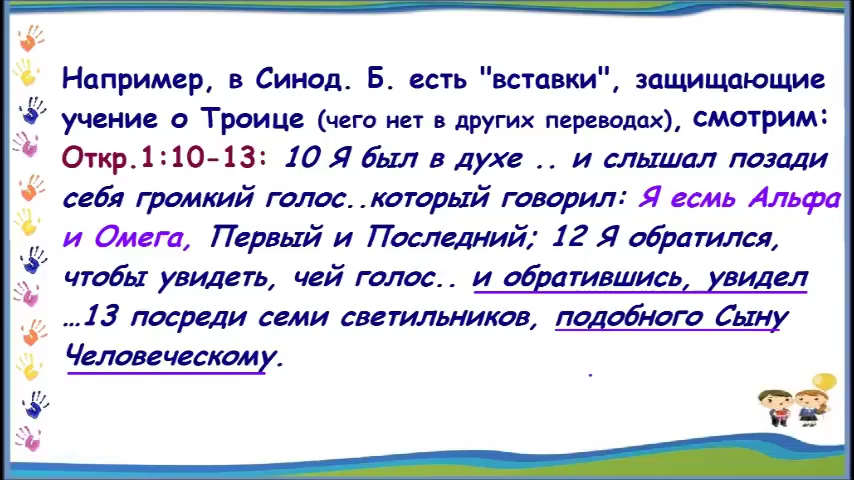 Например, в Синод. Б. есть "вставки", защищающие
учение о Троице (чего нет в других переводах), смотрим:
Откр.1:10-13: 10 Я был в духе .. и слышал позади
себя громкий голос..который говорил: Я есмь Альфа
и Омега, Первый и Последний; 12 Я обратился,
чтобы увидеть, чей голос.. и обратившись, увидел
…13 посреди семи светильников, подобного Сыну
Человеческому.